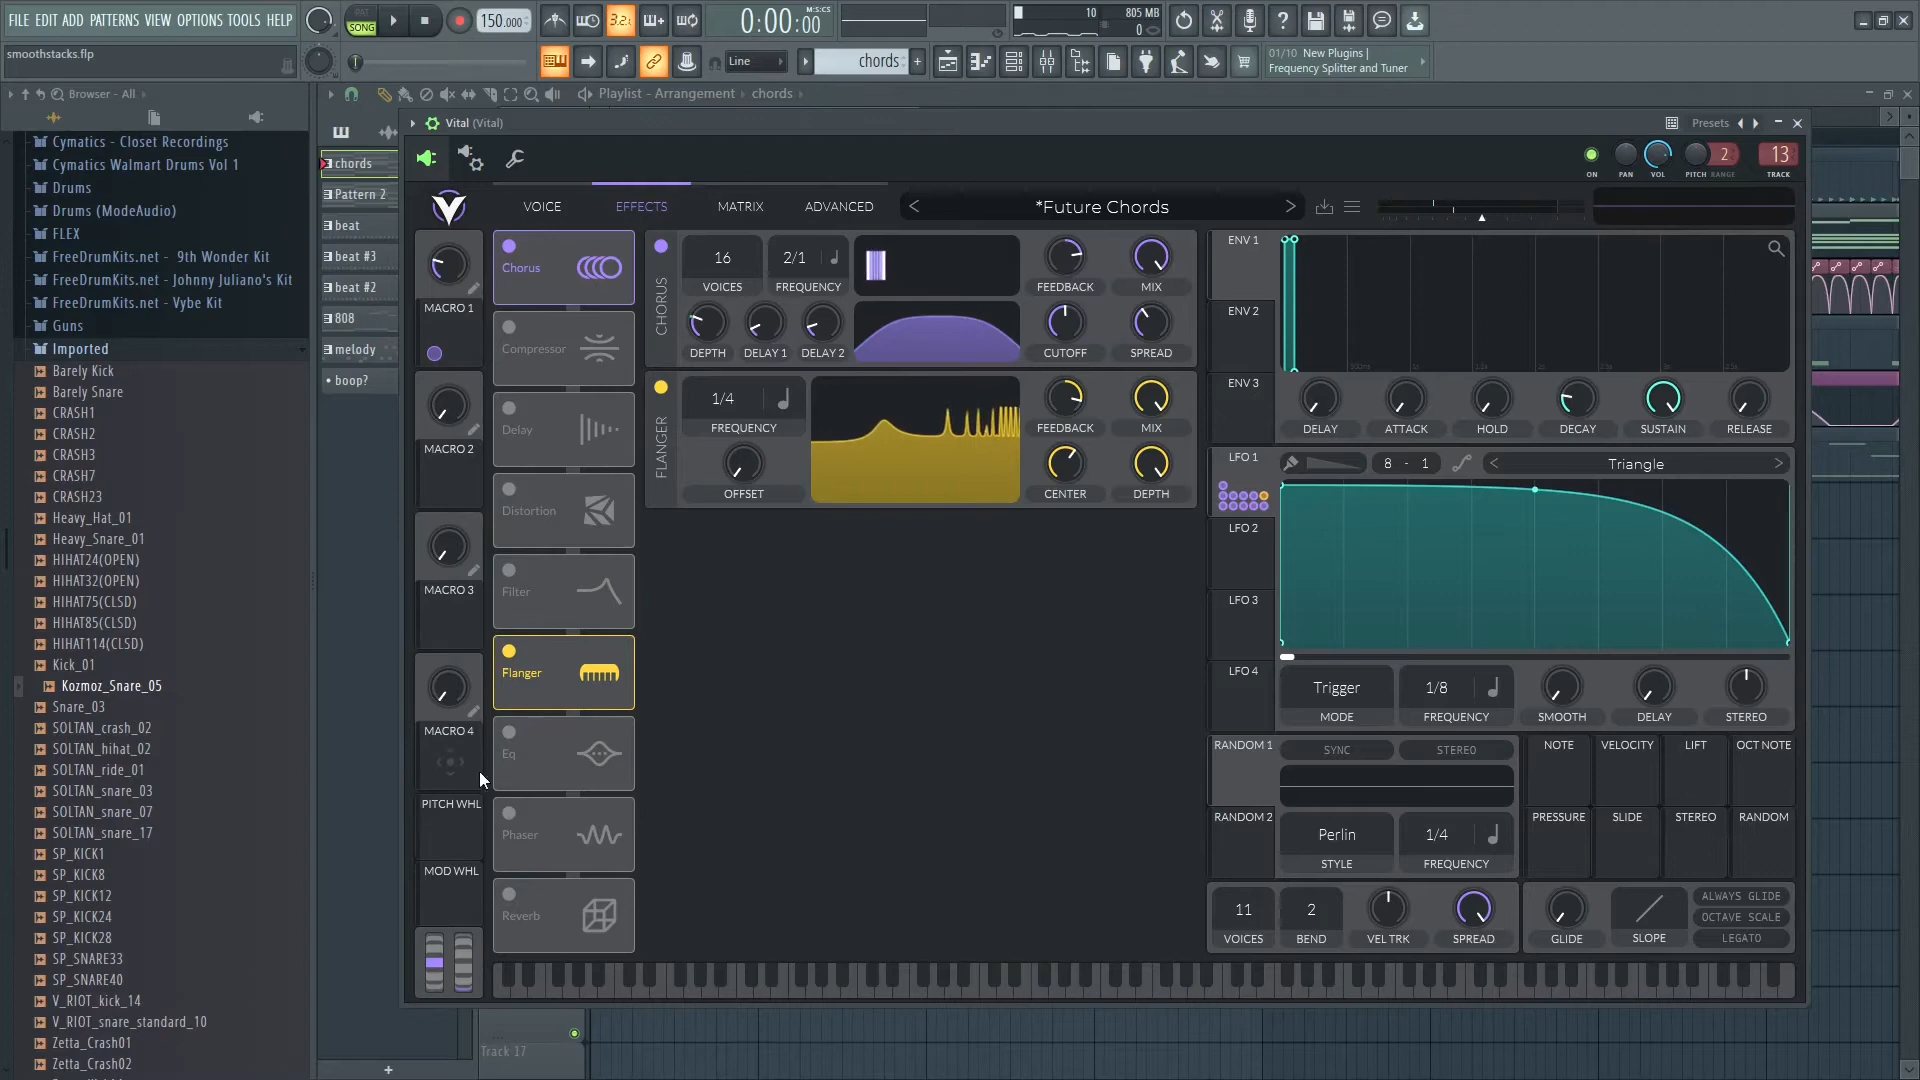 FILE EDIT ADD PATTERNS VIEW OPTIONS TOOLS HELP
PAT
SONG
150.000
3.2.
0:00:00
M:S:CS
10
805 MB
0
smoothstacks.flp
Line
chords
+
01/10 New Plugins |
Frequency Splitter and Tuner
Browser - All
Playlist - Arrangement
chords
Cymatics - Closet Recordings
Cymatics Walmart Drums Vol 1
Drums
Drums (ModeAudio)
FLEX
FreeDrumKits.net - 9th Wonder Kit
FreeDrumKits.net - Johnny Juliano's Kit
FreeDrumKits.net - Vybe Kit
Guns
Imported
Barely Kick
Barely Snare
CRASH1
CRASH2
CRASH3
CRASH7
CRASH23
Heavy_Hat_01
Heavy_Snare_01
HIHAT24(OPEN)
HIHAT32(OPEN)
HIHAT75(CLSD)
HIHAT85(CLSD)
HIHAT114(CLSD)
Kick_01
Kozmoz_Snare_05
Snare_03
SOLTAN_crash_02
SOLTAN_hihat_02
SOLTAN_ride_01
SOLTAN_snare_03
SOLTAN_snare_07
SOLTAN_snare_17
SP_KICK1
SP_KICK8
SP_KICK12
SP_KICK24
SP_KICK28
SP_SNARE33
SP_SNARE40
V_RIOT_kick_14
V_RIOT_snare_standard_10
Zetta_Crash01
Zetta_Crash02
chords
Pattern 2
beat
beat #3
beat #2
808
melody
boop?
+
Vital (Vital)
Presets
ON
PAN
VOL
PITCH
RANGE
2
13
TRACK
VOICE
EFFECTS
MATRIX
ADVANCED
*Future Chords
MACRO 1
MACRO 2
MACRO 3
MACRO 4
PITCH WHL
MOD WHL
Chorus
Compressor
Delay
Distortion
Filter
Flanger
Eq
Phaser
Reverb
CHORUS
16
VOICES
2/1
FREQUENCY
FEEDBACK
MIX
DEPTH
DELAY 1
DELAY 2
CUTOFF
SPREAD
FLANGER
1/4
FREQUENCY
FEEDBACK
MIX
OFFSET
CENTER
DEPTH
ENV 1
ENV 2
ENV 3
DELAY
ATTACK
HOLD
DECAY
SUSTAIN
RELEASE
LFO 1
LFO 2
LFO 3
LFO 4
8 - 1
Triangle
Trigger
MODE
1/8
FREQUENCY
SMOOTH
DELAY
STEREO
RANDOM 1
RANDOM 2
SYNC
STEREO
Perlin
STYLE
1/4
FREQUENCY
NOTE
VELOCITY
LIFT
OCT NOTE
PRESSURE
SLIDE
STEREO
RANDOM
11
VOICES
2
BEND
VEL TRK
SPREAD
GLIDE
SLOPE
ALWAYS GLIDE
OCTAVE SCALE
LEGATO
Track 17